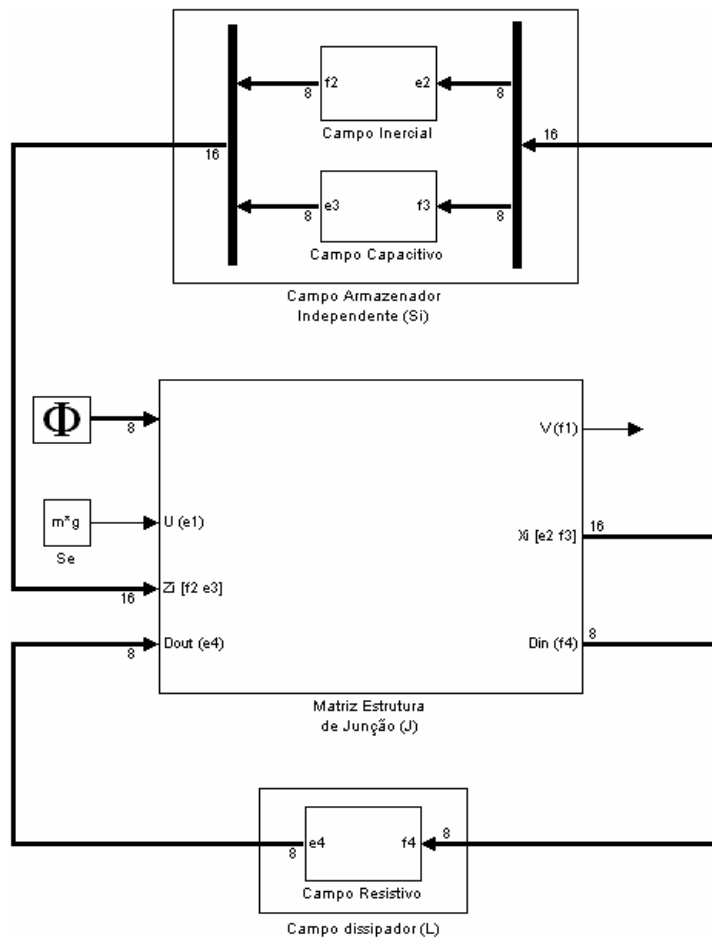 f2
e2
8
8
16
Campo Inercial
16
e3
f3
8
8
Campo Capacitivo
Campo Armazenador
Independente (Si)
Φ
8
V (f1)
m*g
U (e1)
Se
Xi [e2 f3]
16
Zi [f2 e3]
16
Dout (e4)
8
Din (f4)
8
Matriz Estrutura
de Junção (J)
e4
f4
8
8
Campo Resistivo
Campo dissipador (L)